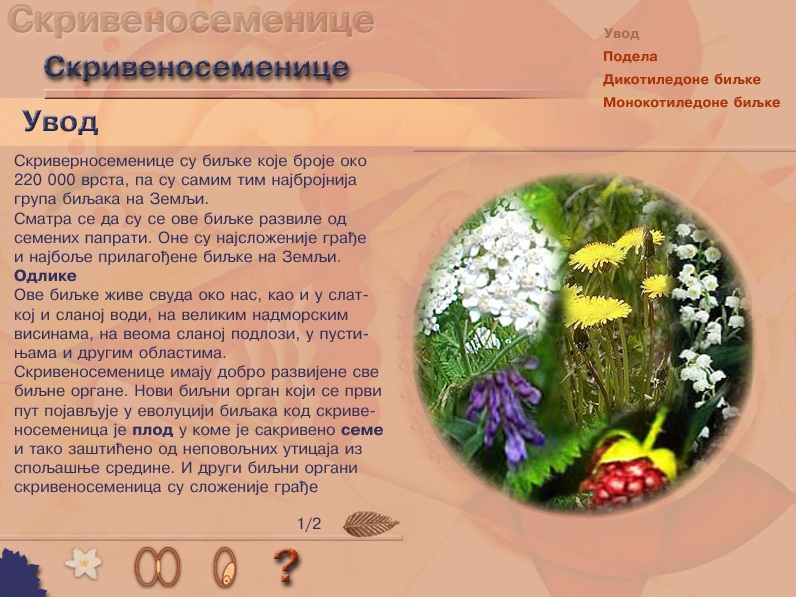 Скривеносеменице
Скривеносеменице
Увод
Подела
Дикотиледоне биљке
Монокотиледоне биљке
Увод
Скриверносеменице су биљке које броје око
220 000 врста, па су самим тим најбројнија
група биљака на Земљи.
Сматра се да су се ове биљке развиле од
семених папрати. Оне су најсложеније грађе
и најбоље прилагођене биљке на Земљи.
Одлике
Ове биљке живе свуда око нас, као и у слат-
кој и сланој води, на великим надморским
висинама, на веома сланој подлози, у пусти-
њама и другим областима.
Скривеносеменице имају добро развијене све
биљне органе. Нови биљни орган који се први
пут појављује у еволуцији биљака код скриве-
носеменица је плод у коме је сакривено семе
и тако заштићено од неповољних утицаја из
спољашње средине. И други биљни органи
скривеносеменица су сложеније грађе
1/2
?